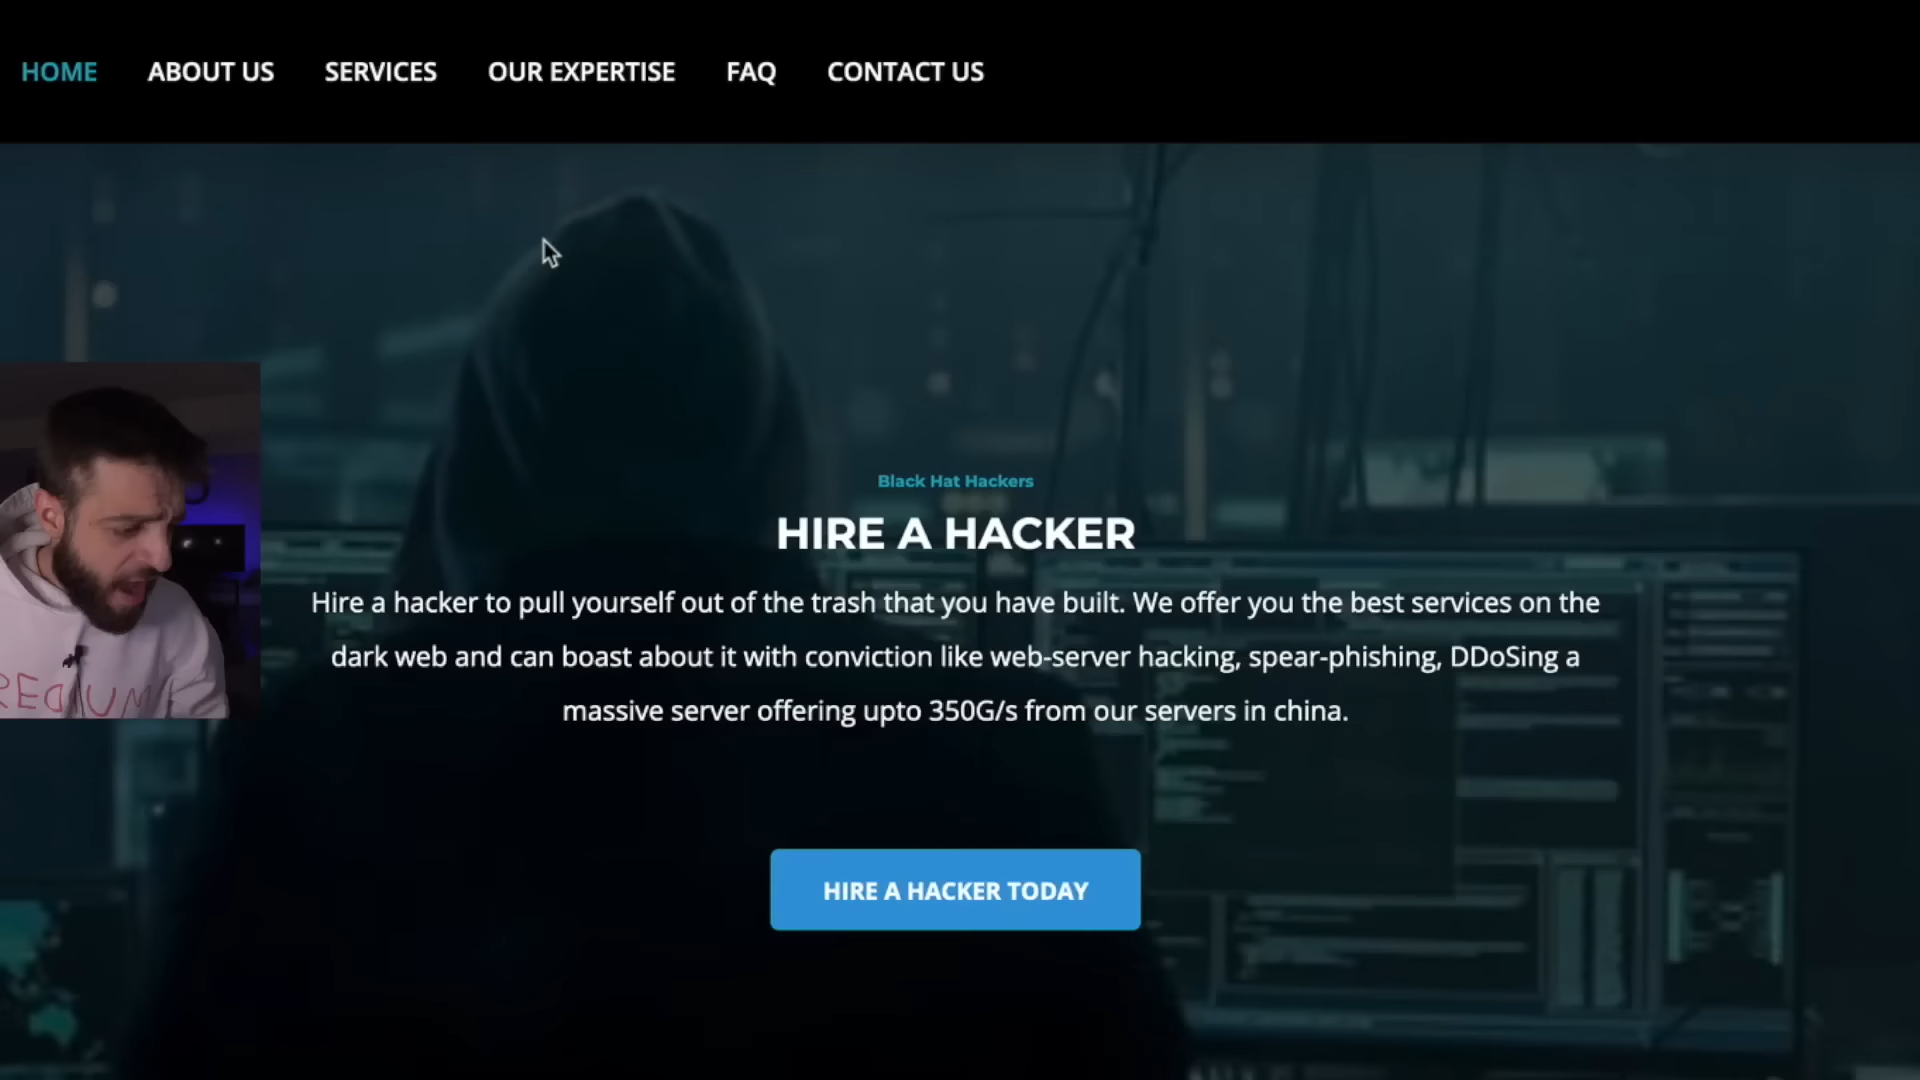 HOME ABOUT US SERVICES OUR EXPERTISE FAQ CONTACT US
Black Hat Hackers
HIRE A HACKER
Hire a hacker to pull yourself out of the trash that you have built. We offer you the best services on the
dark web and can boast about it with conviction like web-server hacking, spear-phishing, DDoSing a
massive server offering upto 350G/s from our servers in china.
HIRE A HACKER TODAY